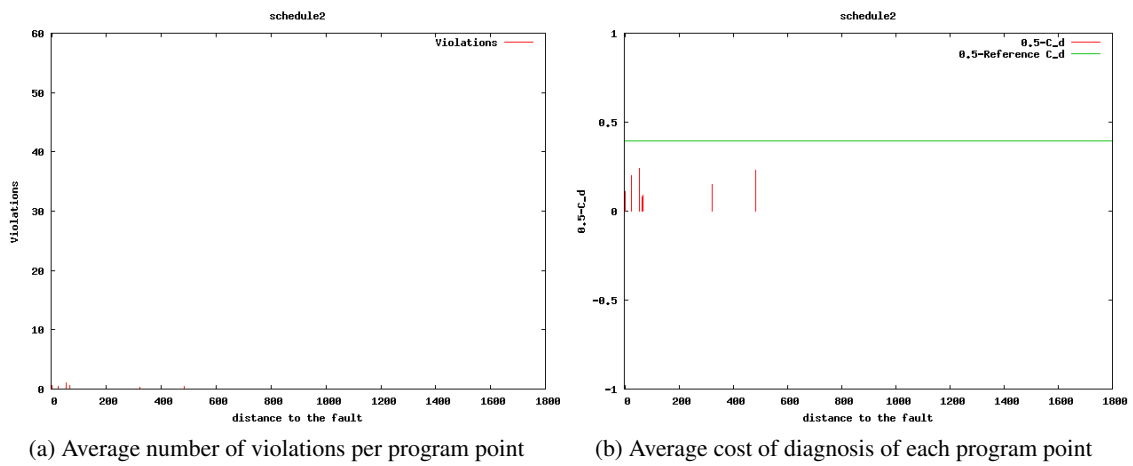 schedule2
60
50
40
30
20
10
0
Violations
Violations
0 200 400 600 800 1000 1200 1400 1600 1800
distance to the fault
(a) Average number of violations per program point
schedule2
1
0.5
0
-0.5
-1
0.5-C_d
0.5-C_d
0.5-Reference C_d
0 200 400 600 800 1000 1200 1400 1600 1800
distance to the fault
(b) Average cost of diagnosis of each program point